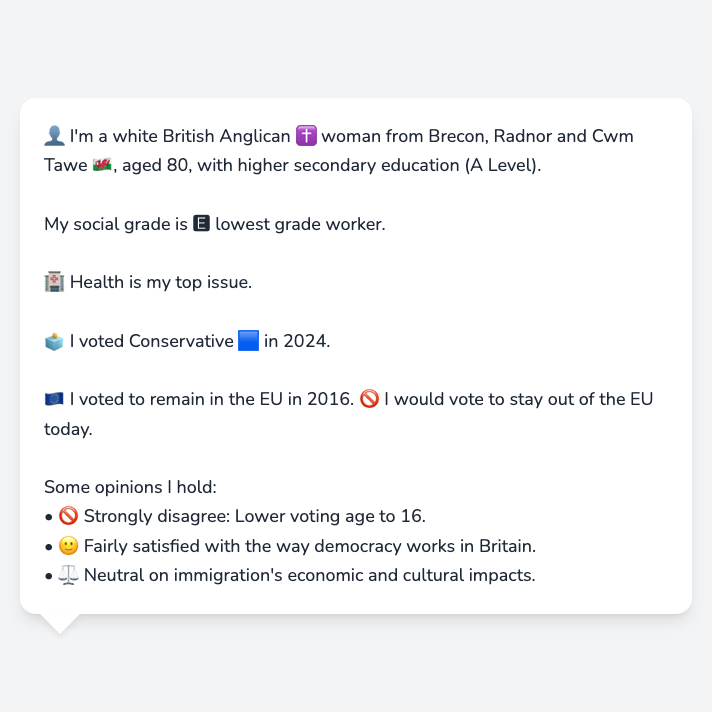 👤 I'm a white British Anglican ✝️ woman from Brecon, Radnor and Cwm
Tawe 🏴󠁧󠁢󠁷󠁬󠁳󠁿, aged 80, with higher secondary education (A Level).
My social grade is 🅴 lowest grade worker.
🏥 Health is my top issue.
🗳️ I voted Conservative 🟦 in 2024.
🇪🇺 I voted to remain in the EU in 2016. 🚫 I would vote to stay out of the EU
today.
Some opinions I hold:
• 🚫 Strongly disagree: Lower voting age to 16.
• 🙂 Fairly satisfied with the way democracy works in Britain.
• ⚖️ Neutral on immigration's economic and cultural impacts.